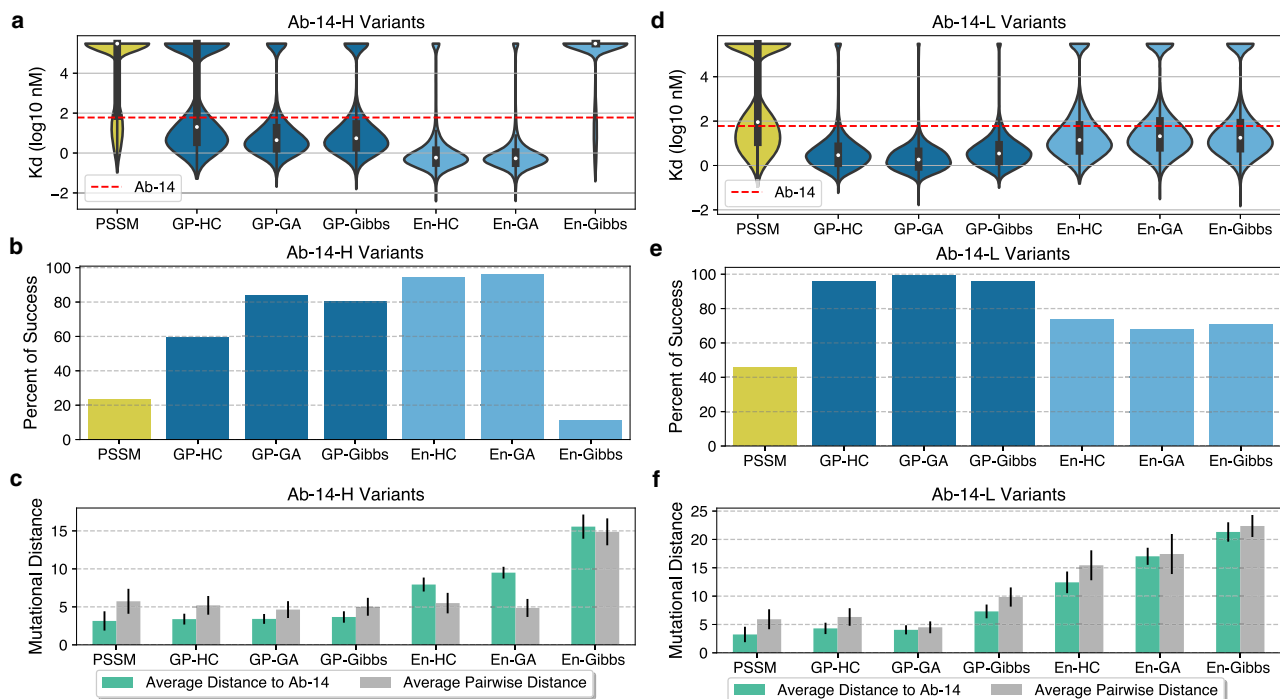 a
Ab-14-H Variants
Kd (log10 nM)
4
2
0
−2
Ab-14
PSSM GP-HC GP-GA GP-Gibbs En-HC En-GA En-Gibbs
b
Ab-14-H Variants
Percent of Success
100
80
60
40
20
0
PSSM GP-HC GP-GA GP-Gibbs En-HC En-GA En-Gibbs
c
Ab-14-H Variants
Mutational Distance
15
10
5
0
PSSM GP-HC GP-GA GP-Gibbs En-HC En-GA En-Gibbs
Average Distance to Ab-14 Average Pairwise Distance
d
Ab-14-L Variants
Kd (log10 nM)
4
2
0
−2
Ab-14
PSSM GP-HC GP-GA GP-Gibbs En-HC En-GA En-Gibbs
e
Ab-14-L Variants
Percent of Success
100
80
60
40
20
0
PSSM GP-HC GP-GA GP-Gibbs En-HC En-GA En-Gibbs
f
Ab-14-L Variants
Mutational Distance
25
20
15
10
5
0
PSSM GP-HC GP-GA GP-Gibbs En-HC En-GA En-Gibbs
Average Distance to Ab-14 Average Pairwise Distance